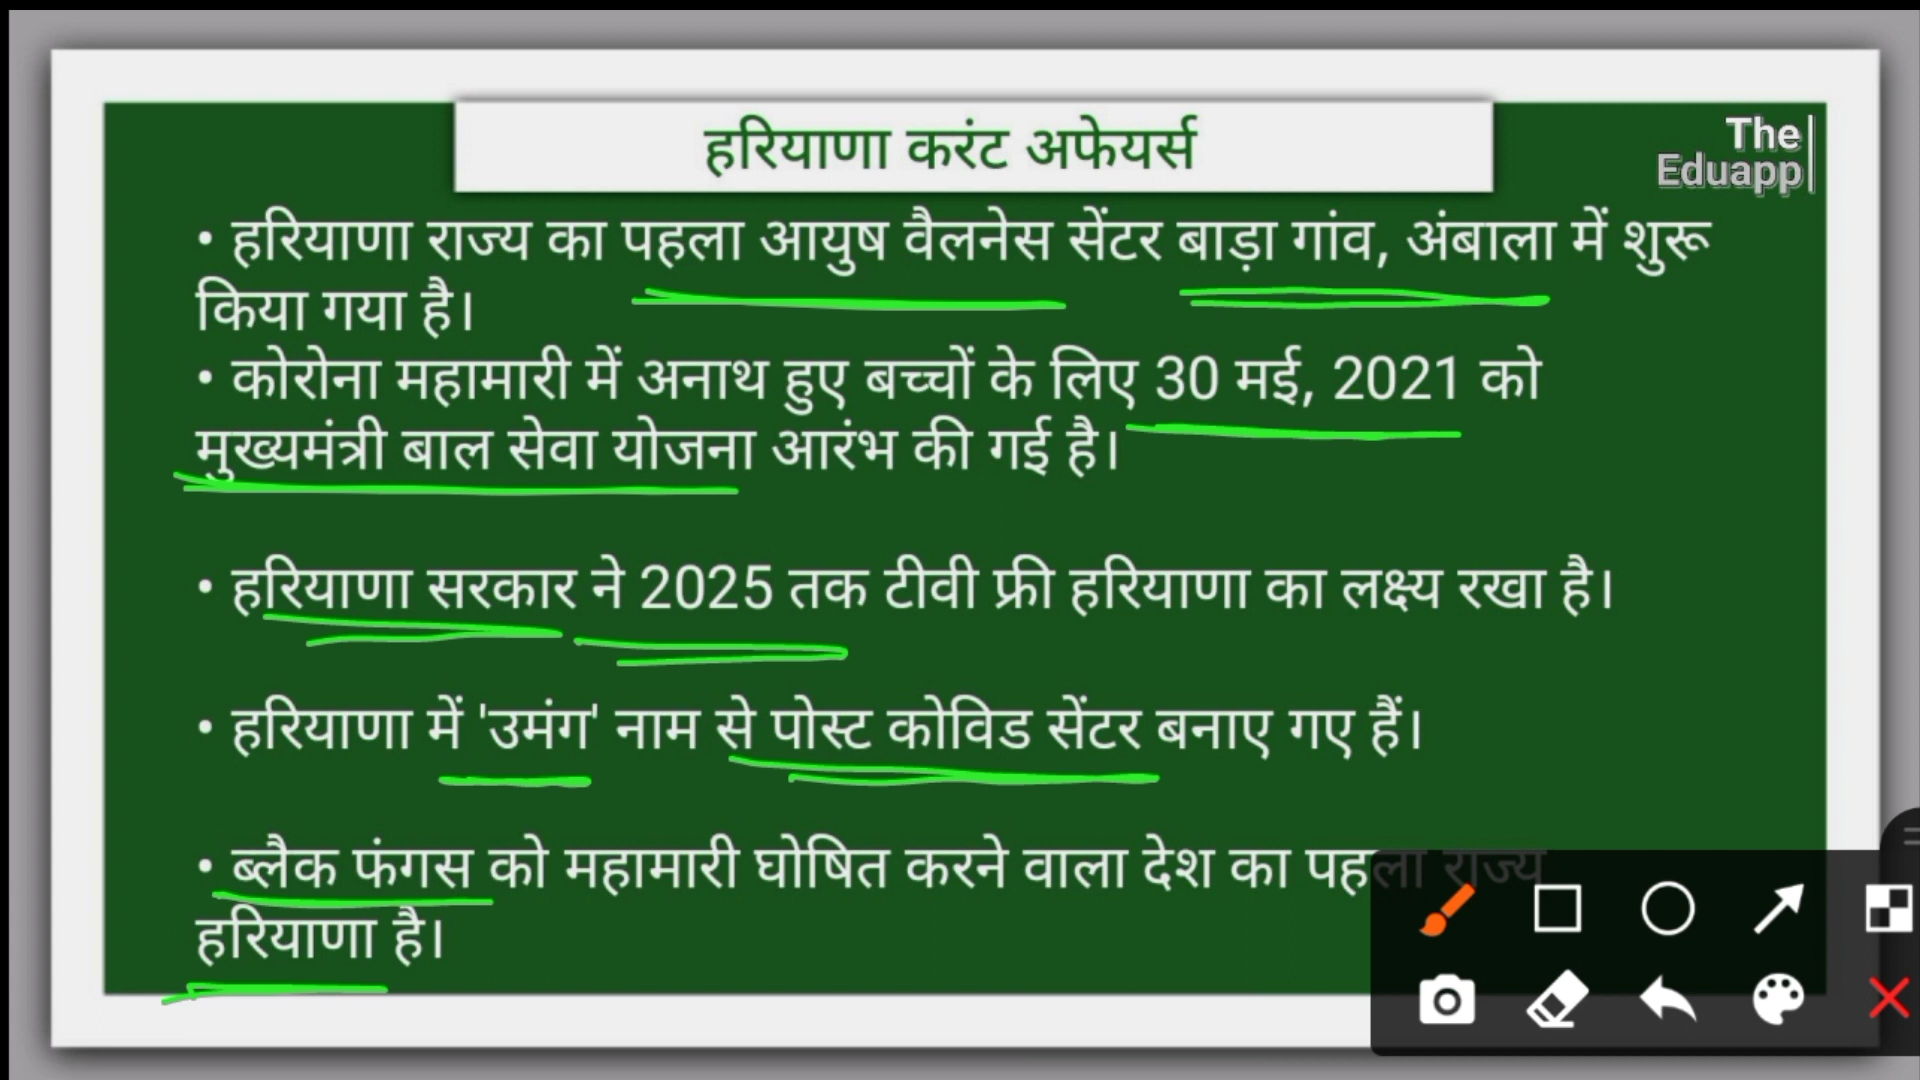 हरियाणा करंट अफेयर्स
The
Eduapp
• हरियाणा राज्य का पहला आयुष वैलनेस सेंटर बाड़ा गांव, अंबाला में शुरू
किया गया है।
• कोरोना महामारी में अनाथ हुए बच्चों के लिए 30 मई, 2021 को
मुख्यमंत्री बाल सेवा योजना आरंभ की गई है।
• हरियाणा सरकार ने 2025 तक टीवी फ्री हरियाणा का लक्ष्य रखा है।
• हरियाणा में 'उमंग' नाम से पोस्ट कोविड सेंटर बनाए गए हैं।
• ब्लैक फंगस को महामारी घोषित करने वाला देश का पहला राज्य
हरियाणा है।